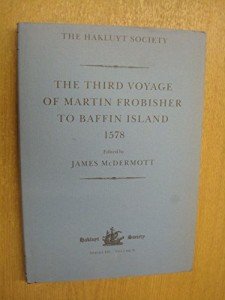 THE HAKLUYT SOCIETY
THE THIRD VOYAGE
OF MARTIN FROBISHER
TO BAFFIN ISLAND
1578
Edited by
JAMES McDERMOTT
Hakluyt Society